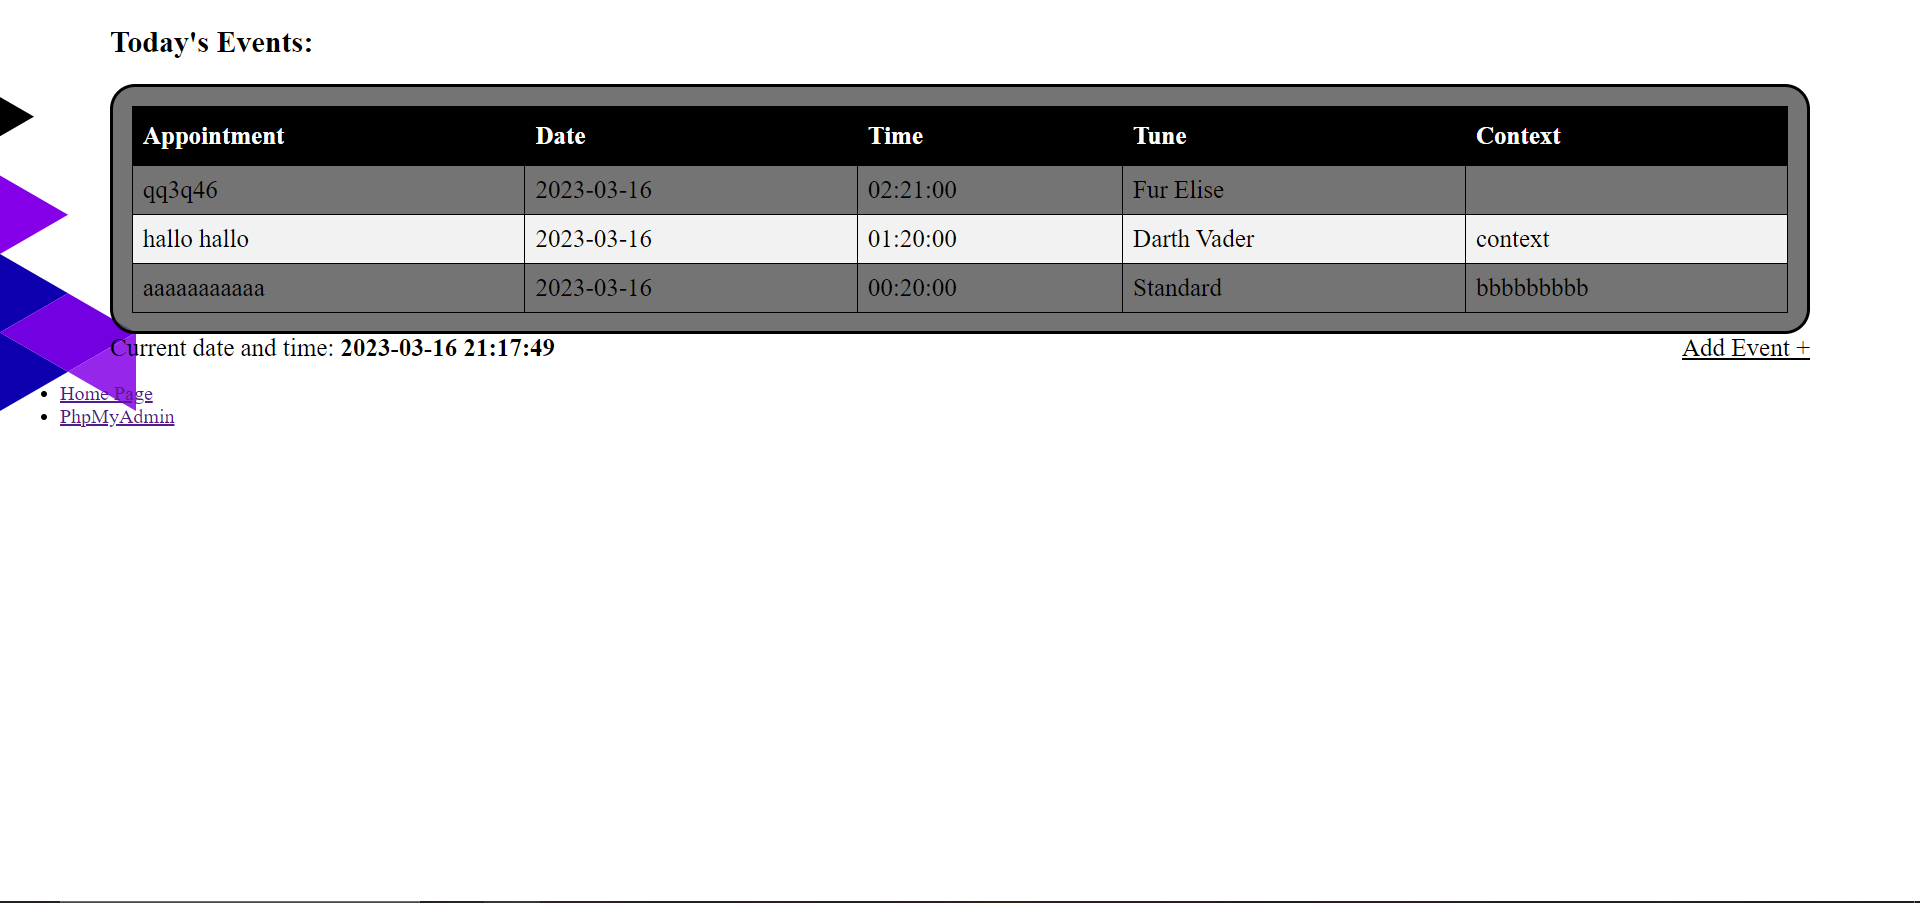 Today's Events:
Appointment Date Time Tune Context
qq3q46 2023-03-16 02:21:00 Fur Elise
hallo hallo 2023-03-16 01:20:00 Darth Vader context
aaaaaaaaaaa 2023-03-16 00:20:00 Standard bbbbbbbbb
Current date and time: 2023-03-16 21:17:49 Add Event +
Home Page
PhpMyAdmin